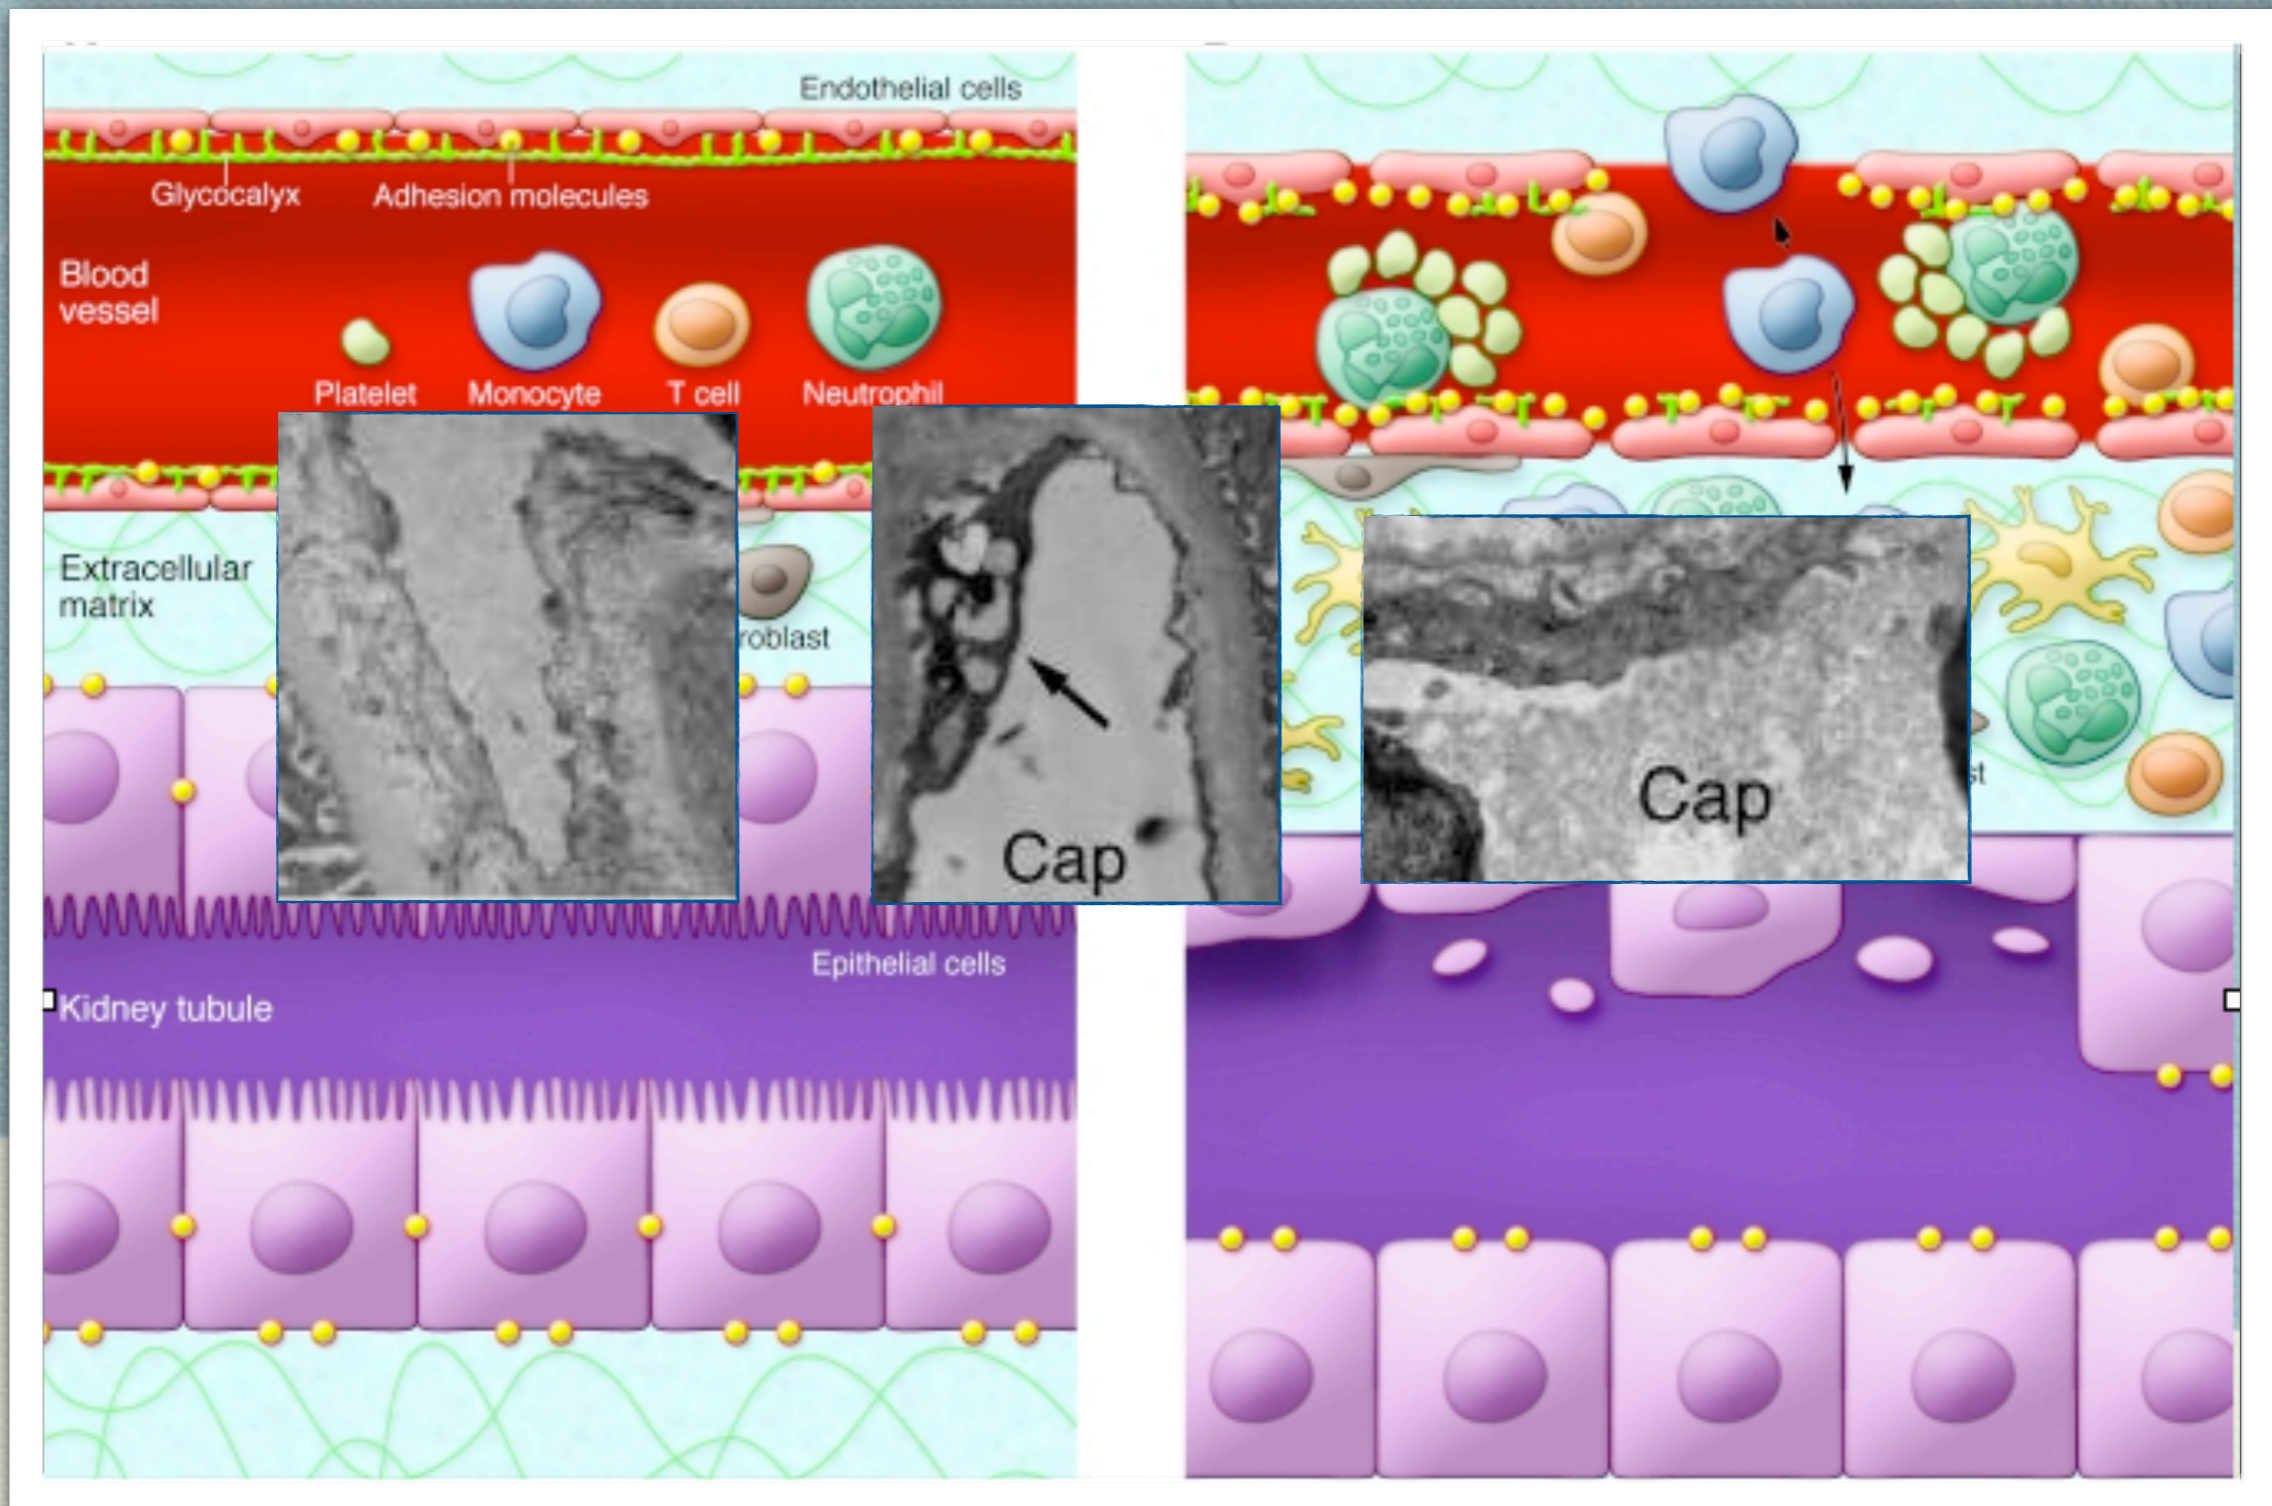 Endothelial cells
Glycocalyx
Adhesion molecules
Blood
vessel
Platelet
Monocyte
T cell
Neutrophil
Extracellular
matrix
roblast
Cap
Cap
st
Epithelial cells
Kidney tubule